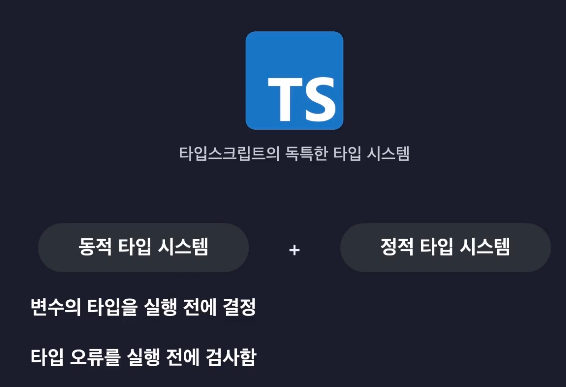 TS
타입스크립트의 독특한 타입 시스템
동적 타입 시스템 + 정적 타입 시스템
변수의 타입을 실행 전에 결정
타입 오류를 실행 전에 검사함